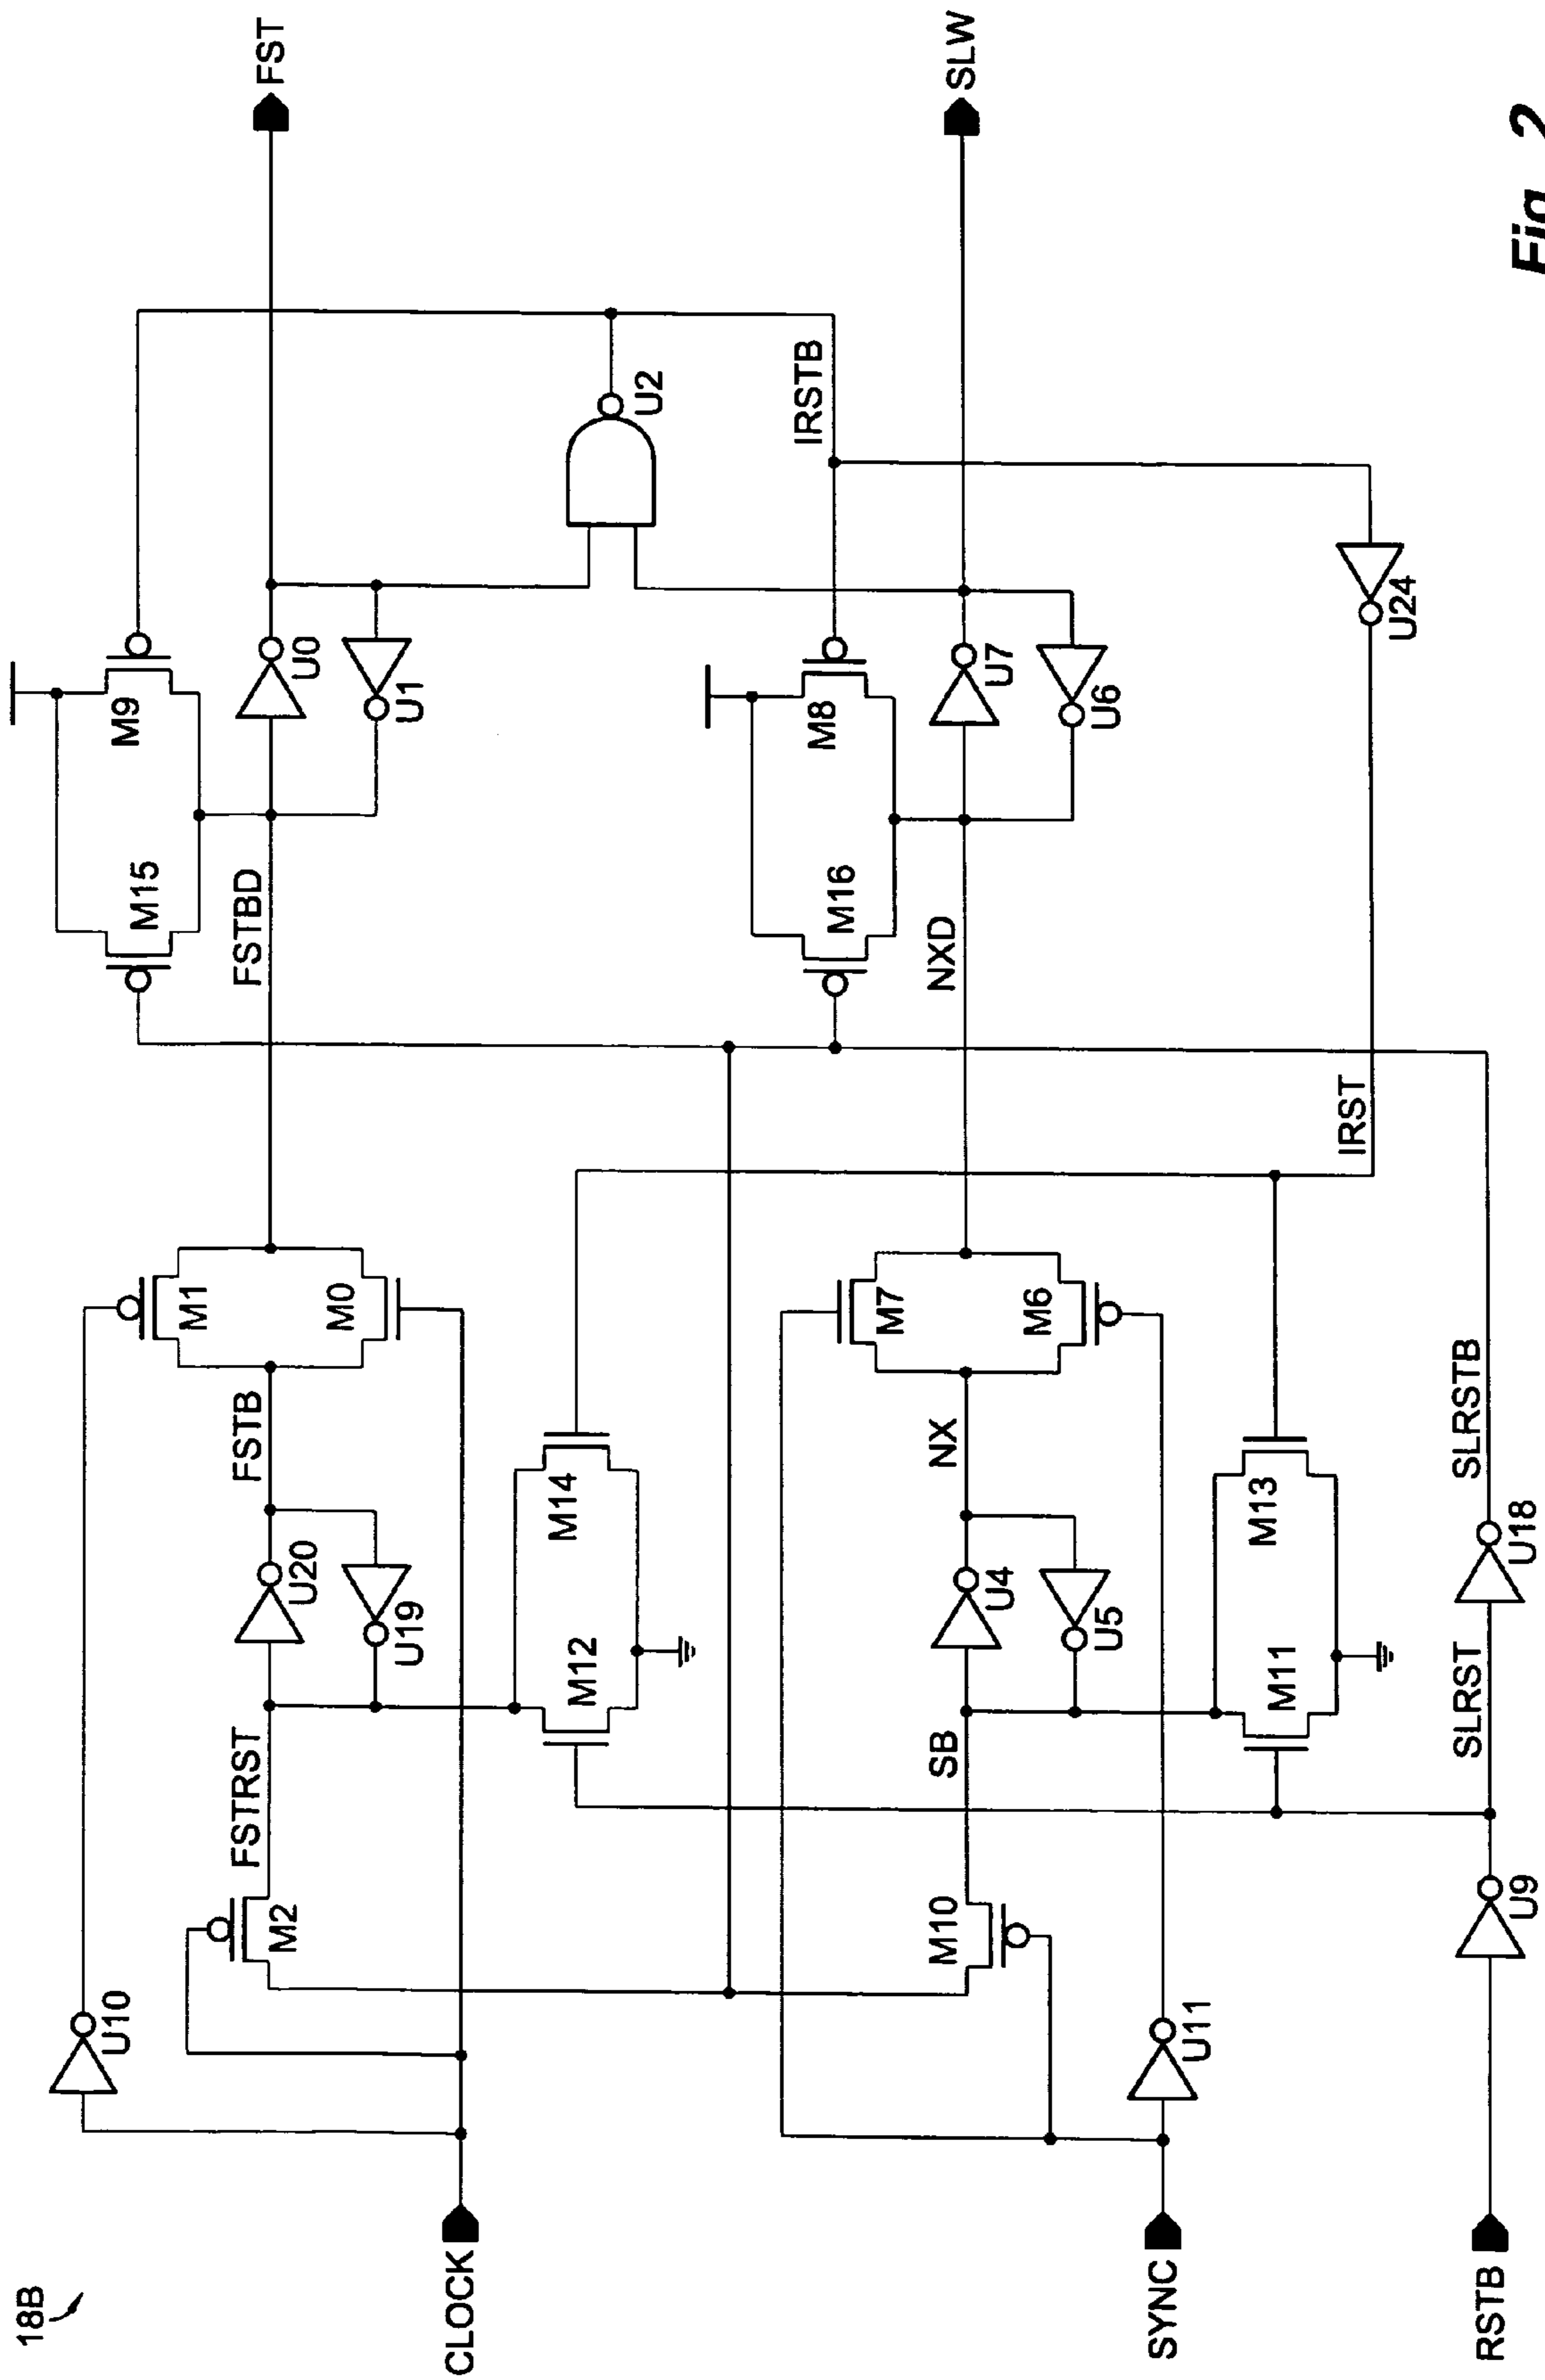 18B
U10
M9
M15
FST
M2
FSTRST
U20
FSTB
M1
FSTBD
U0
U19
M0
U1
CLOCK
M12
M14
U2
IRSTB
M8
M16
SLW
M10
SB
U4
NX
M7
NXD
U7
U5
M6
U6
SYNC
U11
M11
M13
IRST
U24
RSTB
U9
SLRST
U18
SLRSTB
Fig. 2